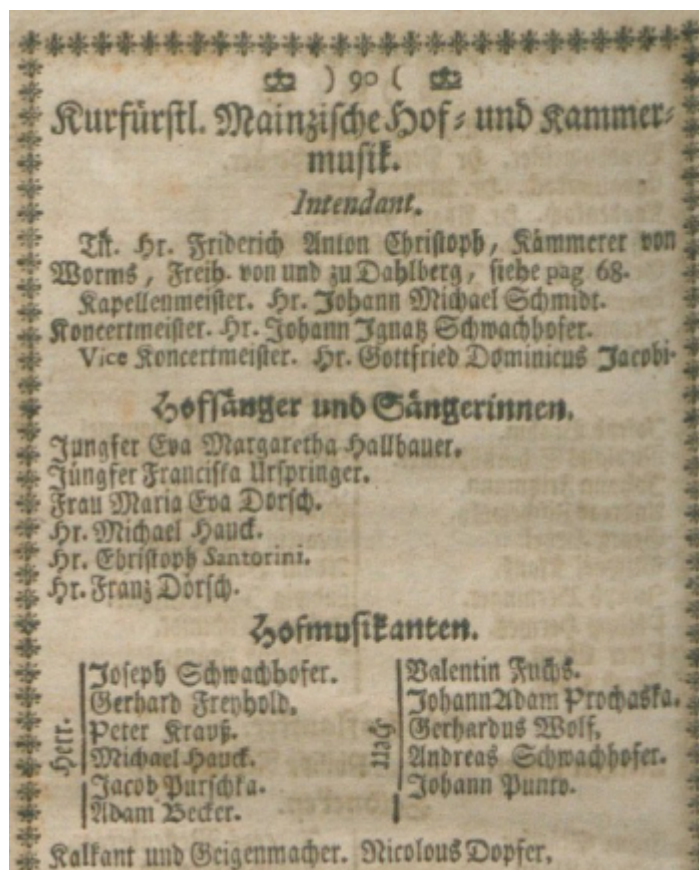 ) 90 (
Kurfürstl. Mainzische Hof- und Kammer-
musik.
Intendant.
Tit. Hr. Friderich Anton Christoph, Kämmerer von
Worms, Freih. von und zu Dahlberg, siehe pag 68.
Kapellenmeister. Hr. Johann Michael Schmidt.
Koncertmeister. Hr. Johann Ignatz Schwachhofer.
Vice Koncertmeister. Hr. Gottfried Dominicus Jacobi.
Hofsänger und Sängerinnen.
Jungfer Eva Margaretha Hallbauer.
Jungfer Franciska Urspringer.
Frau Maria Eva Dorsch.
Hr. Michael Hauck.
Hr. Christoph Santorini.
Hr. Franz Dorsch.
Hofmusikanten.
Herr.
Joseph Schwachhofer.
Gerhard Freyhold.
Peter Krauß.
Michael Hauck.
Jacob Purschka.
Adam Becker.
Herr
Valentin Fuchs.
Johann Adam Prochaska.
Gerhardus Wolf.
Andreas Schwachhofer.
Johann Punto.
Kalkant und Geigenmacher. Nicolous Dopfer.